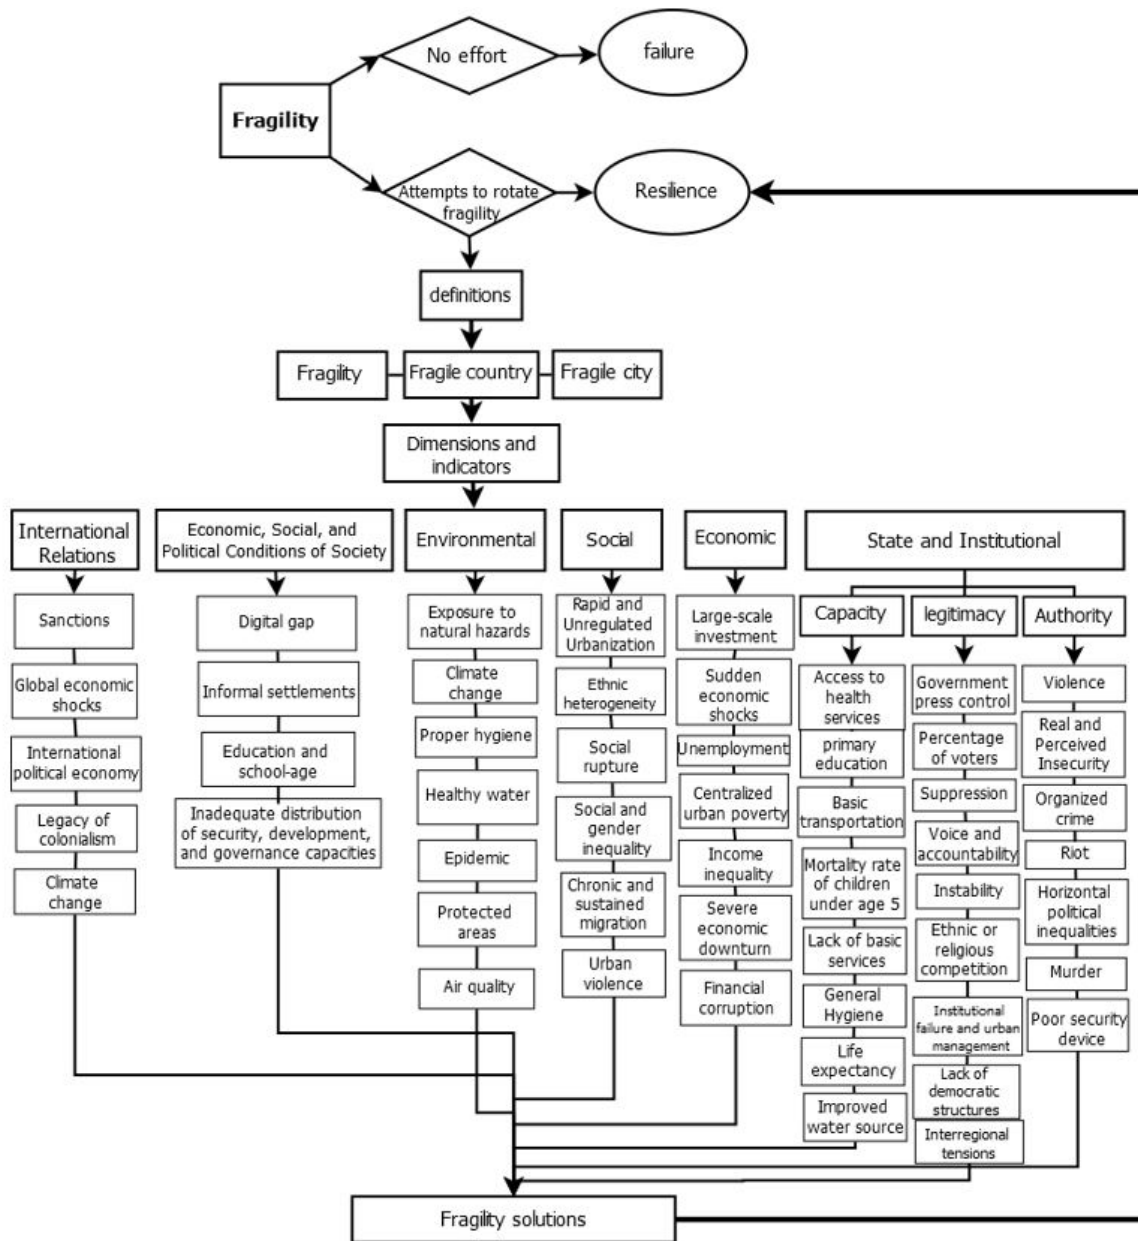 No effort
failure
Fragility
Attempts to rotate
fragility
Resilience
definitions
Fragility
Fragile country
Fragile city
Dimensions and
indicators
International
Relations
Economic, Social, and
Political Conditions of Society
Environmental
Social
Economic
State and Institutional
Capacity
legitimacy
Authority
Sanctions
Global economic
shocks
International
political economy
Legacy of
colonialism
Climate
change
Digital gap
Informal settlements
Education and
school-age
Inadequate distribution
of security, development,
and governance capacities
Exposure to
natural hazards
Climate
change
Proper hygiene
Healthy water
Epidemic
Protected
areas
Air quality
Rapid and
Unregulated
Urbanization
Ethnic
heterogeneity
Social
rupture
Social and
gender
inequality
Chronic and
sustained
migration
Urban
violence
Large-scale
investment
Sudden
economic
shocks
Unemployment
Centralized
urban poverty
Income
inequality
Severe
economic
downturn
Financial
corruption
Access to
health
services
primary
education
Basic
transportation
Mortality rate
of children
under age 5
Lack of basic
services
General
Hygiene
Life
expectancy
Improved
water source
Government
press control
Percentage
of voters
Suppression
Voice and
accountability
Instability
Ethnic or
religious
competition
Institutional
failure and urban
management
Lack of
democratic
structures
Interregional
tensions
Violence
Real and
Perceived
Insecurity
Organized
crime
Riot
Horizontal
political
inequalities
Murder
Poor security
device
Fragility solutions